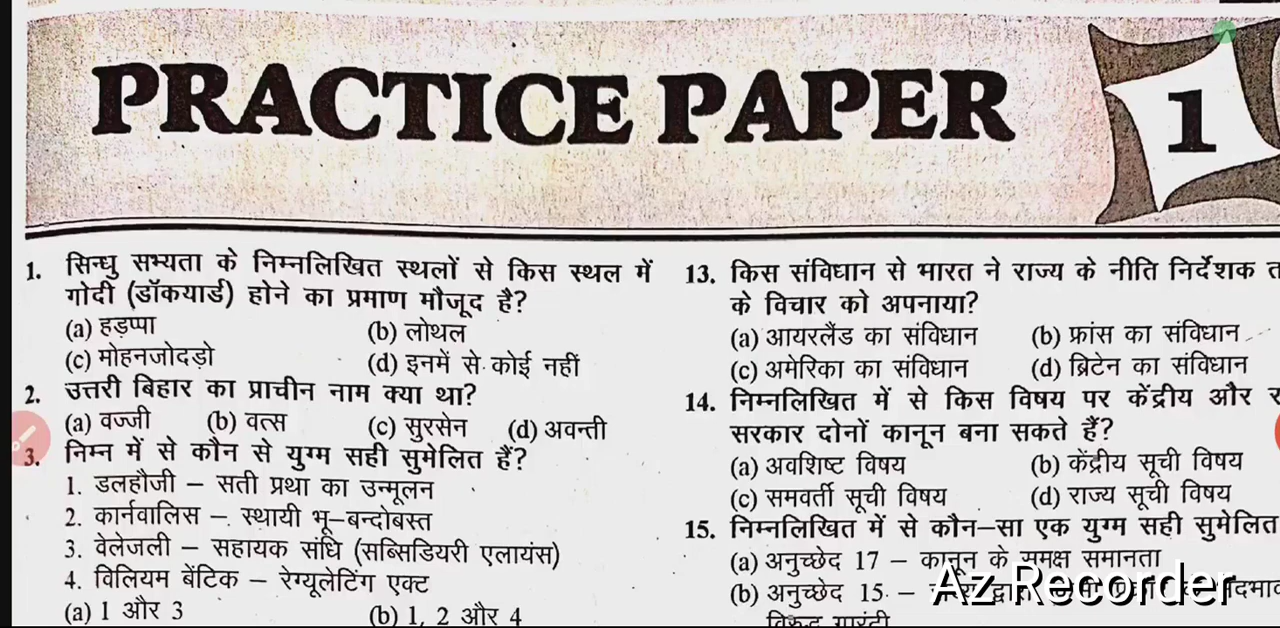 PRACTICE PAPER 1
1. सिन्धु सभ्यता के निम्नलिखित स्थलों से किस स्थल में
गोदी (डॉकयार्ड) होने का प्रमाण मौजूद है?
(a) हड़प्पा (b) लोथल
(c) मोहनजोदड़ो (d) इनमें से कोई नहीं
2. उत्तरी बिहार का प्राचीन नाम क्या था?
(a) वज्जी (b) वत्स (c) सुरसेन (d) अवन्ती
3. निम्न में से कौन से युग्म सही सुमेलित हैं?
1. डलहौजी – सती प्रथा का उन्मूलन
2. कार्नवालिस – स्थायी भू–बन्दोबस्त
3. वेलेजली – सहायक संधि (सब्सिडियरी एलायंस)
4. विलियम बेंटिक – रेग्यूलेटिंग एक्ट
(a) 1 और 3 (b) 1, 2 और 4
13. किस संविधान से भारत ने राज्य के नीति निर्देशक
के विचार को अपनाया?
(a) आयरलैंड का संविधान (b) फ्रांस का संविधान
(c) अमेरिका का संविधान (d) ब्रिटेन का संविधान
14. निम्नलिखित में से किस विषय पर केंद्रीय और
सरकार दोनों कानून बना सकते हैं?
(a) अवशिष्ट विषय (b) केंद्रीय सूची विषय
(c) समवर्ती सूची विषय (d) राज्य सूची विषय
15. निम्नलिखित में से कौन–सा एक युग्म सही सुमेलित
(a) अनुच्छेद 17 – कानून के समक्ष समानता
(b) अनुच्छेद 15 –
विरुद्ध गारंटी
Az Recorder